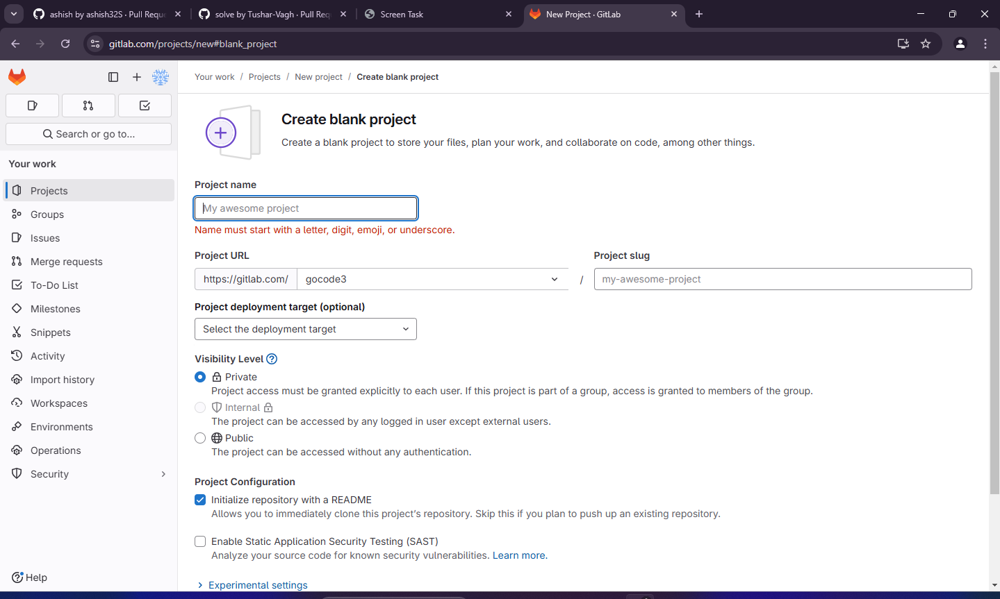 ashish by ashish32S · Pull Reque
solve by Tushar-Vagh · Pull Req
Screen Task
New Project · GitLab
gitlab.com/projects/new#blank_project
Search or go to...
Your work
Projects
Groups
Issues
Merge requests
To-Do List
Milestones
Snippets
Activity
Import history
Workspaces
Environments
Operations
Security
Help
Your work / Projects / New project / Create blank project
Create blank project
Create a blank project to store your files, plan your work, and collaborate on code, among other things.
Project name
My awesome project
Name must start with a letter, digit, emoji, or underscore.
Project URL
https://gitlab.com/ gocode3
/
Project slug
my-awesome-project
Project deployment target (optional)
Select the deployment target
Visibility Level
Private
Project access must be granted explicitly to each user. If this project is part of a group, access is granted to members of the group.
Internal
The project can be accessed by any logged in user except external users.
Public
The project can be accessed without any authentication.
Project Configuration
Initialize repository with a README
Allows you to immediately clone this project's repository. Skip this if you plan to push up an existing repository.
Enable Static Application Security Testing (SAST)
Analyze your source code for known security vulnerabilities. Learn more.
Experimental settings